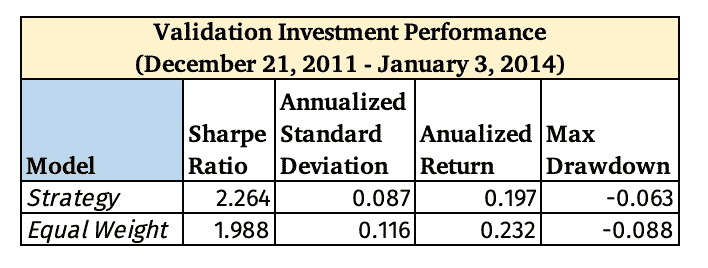 Validation Investment Performance
(December 21, 2011 - January 3, 2014)
Model Sharpe Ratio Annualized Standard Deviation Anualized Return Max Drawdown
Strategy 2.264 0.087 0.197 -0.063
Equal Weight 1.988 0.116 0.232 -0.088